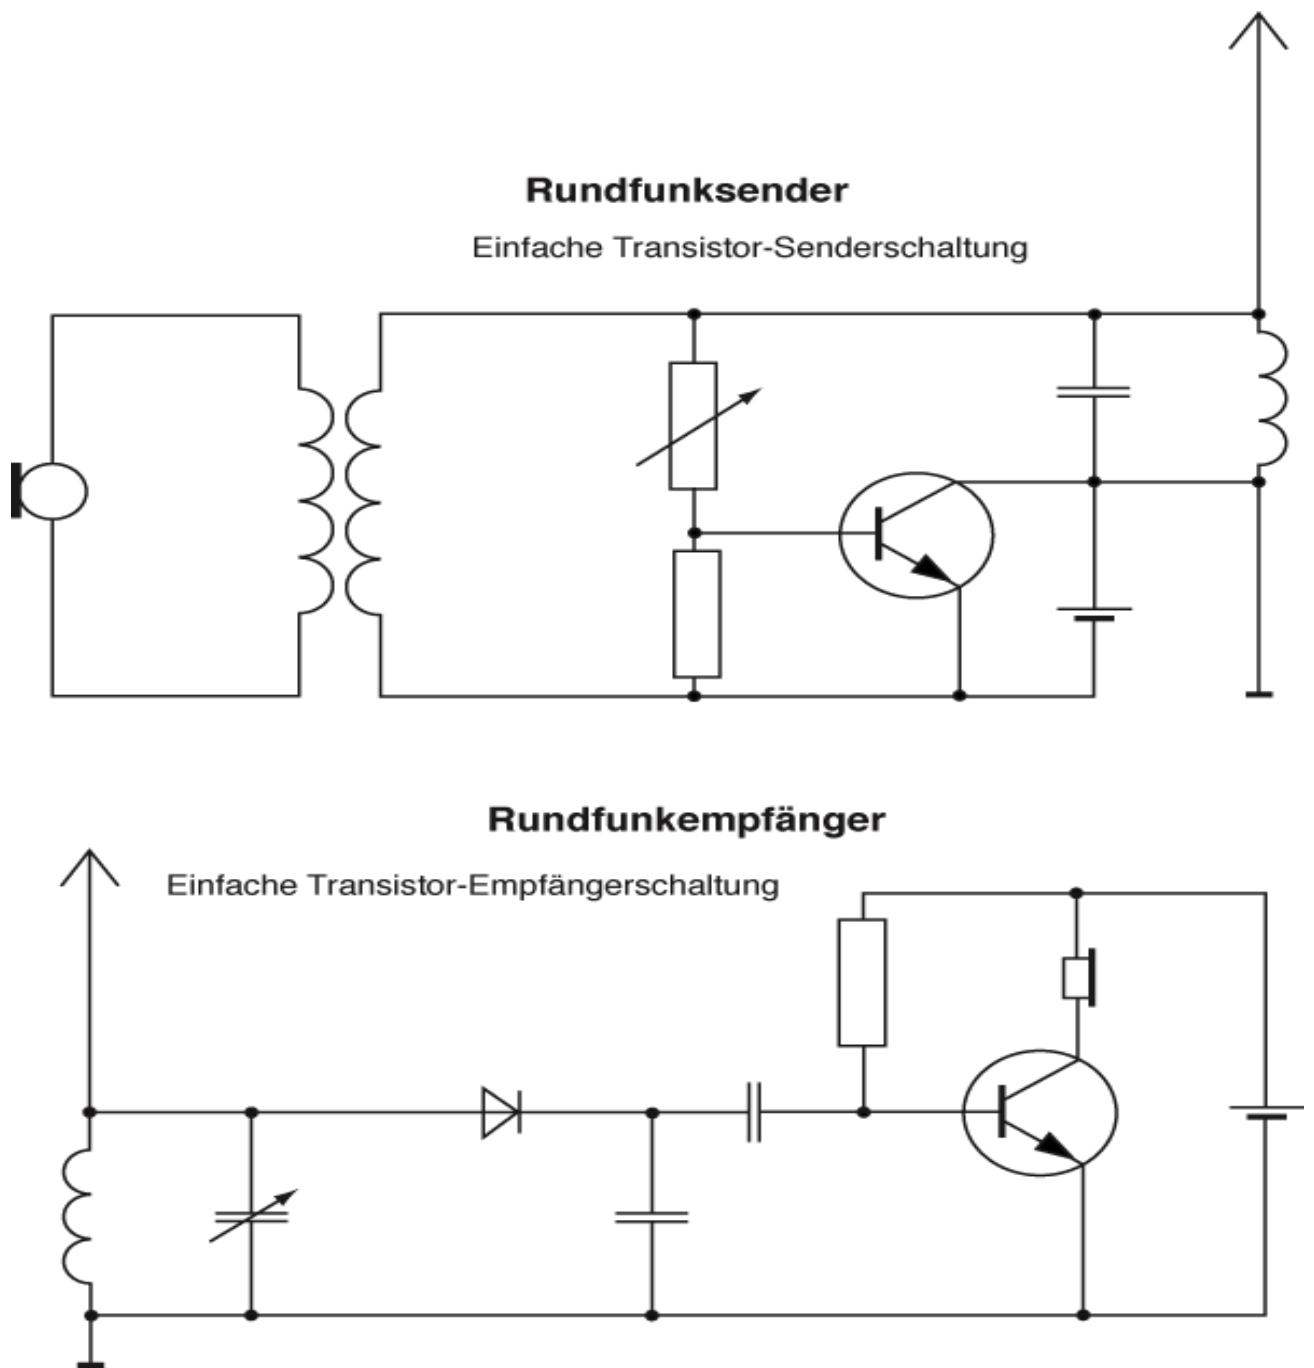 Rundfunksender
Einfache Transistor-Senderschaltung
Rundfunkempfänger
Einfache Transistor-Empfängerschaltung